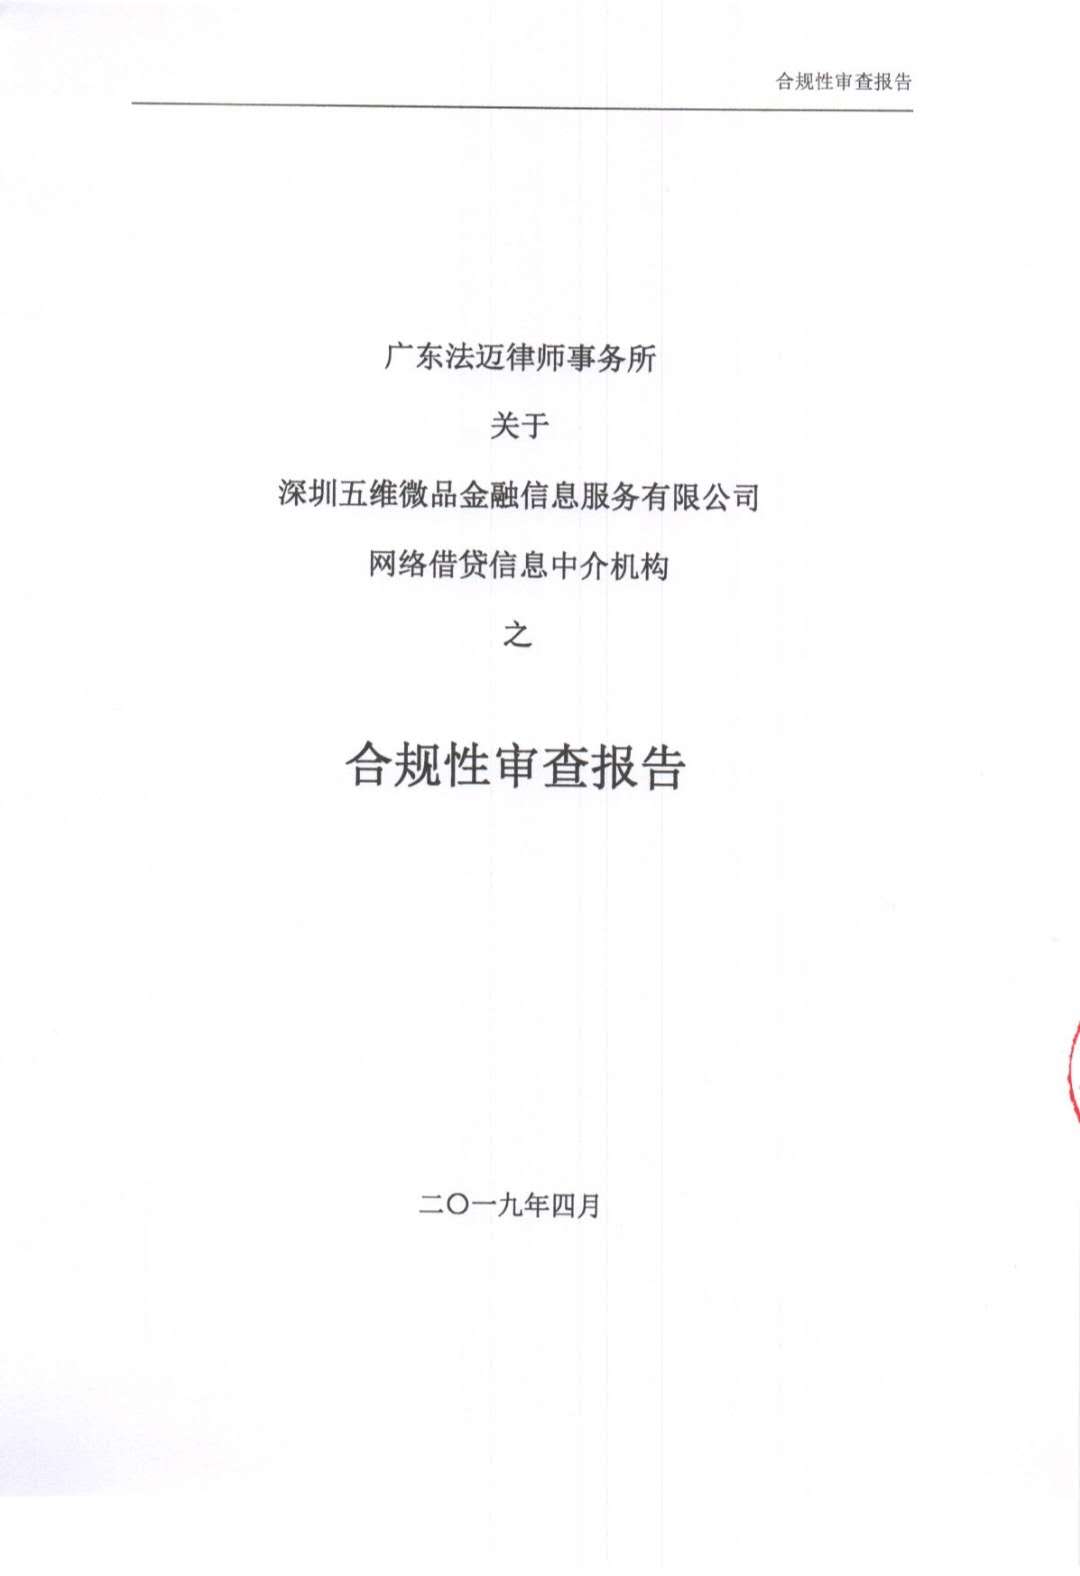 合规性审查报告
广东法迈律师事务所
关于
深圳五维微品金融信息服务有限公司
网络借贷信息中介机构
之
合规性审查报告
二〇一九年四月